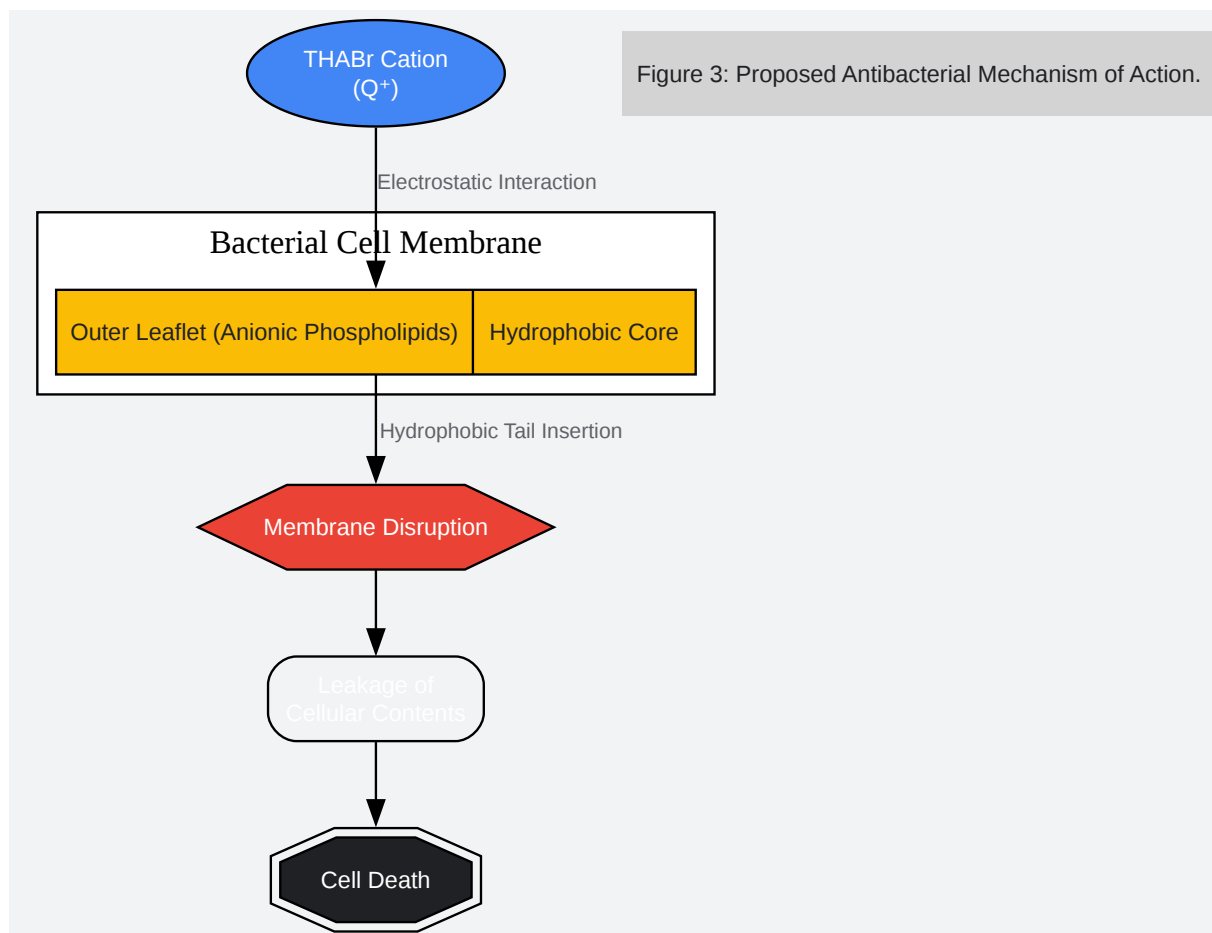 THABr Cation
(Q⁺)
Figure 3: Proposed Antibacterial Mechanism of Action.
Electrostatic Interaction
Bacterial Cell Membrane
Outer Leaflet (Anionic Phospholipids)
Hydrophobic Core
Hydrophobic Tail Insertion
Membrane Disruption
Leakage of
Cellular Contents
Cell Death